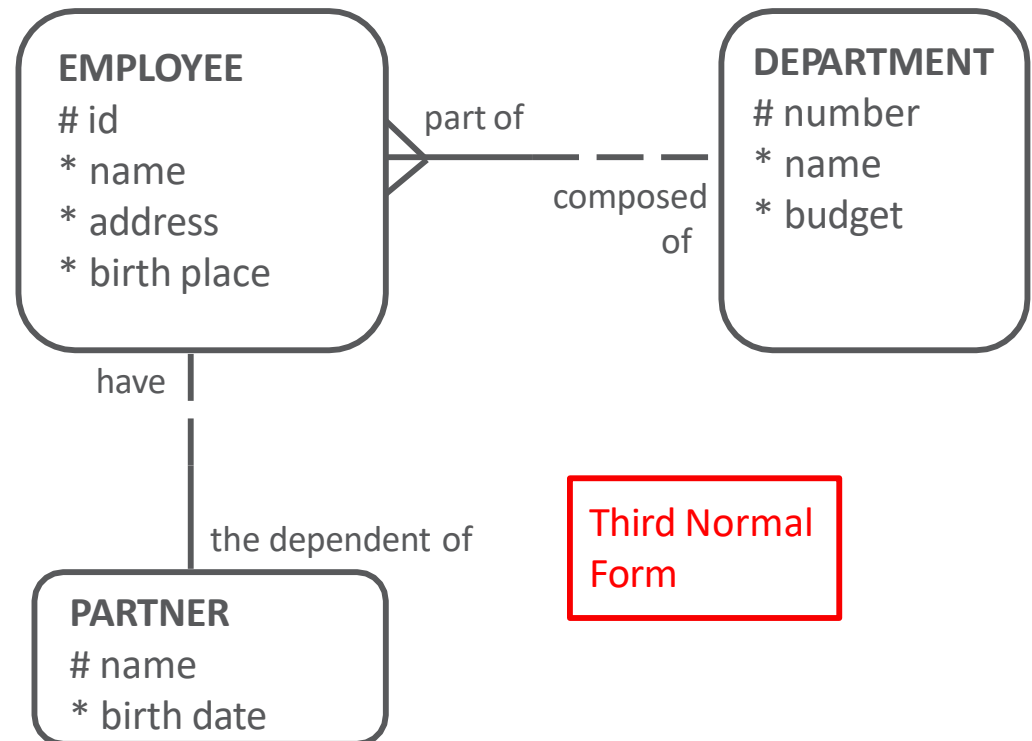 EMPLOYEE
# id
* name
* address
* birth place
part of
composed
of
DEPARTMENT
# number
* name
* budget
have
the dependent of
PARTNER
# name
* birth date
Third Normal
Form